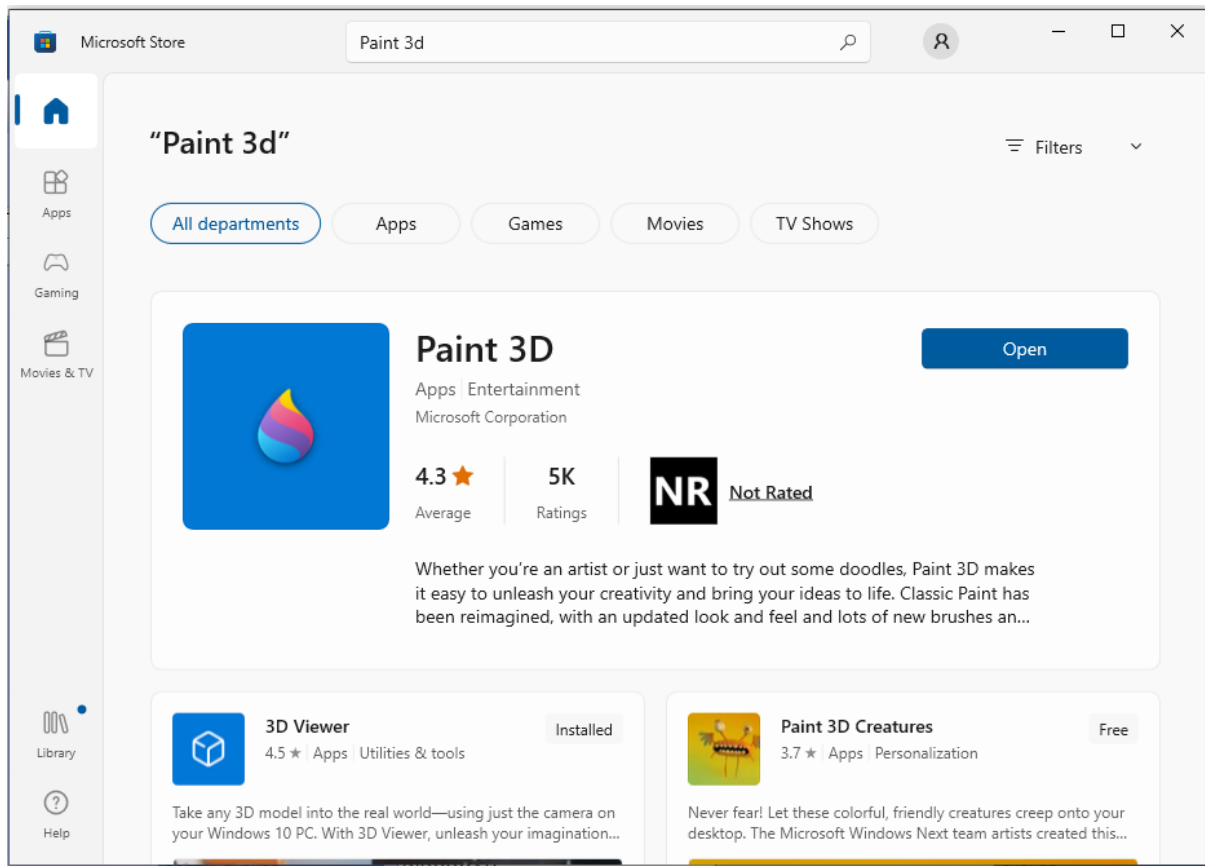 Microsoft Store
Paint 3d
“Paint 3d”
Filters
Apps
Gaming
Movies & TV
Library
Help
All departments
Apps
Games
Movies
TV Shows
Paint 3D
Open
Apps Entertainment
Microsoft Corporation
4.3
Average
5K
Ratings
NR
Not Rated
Whether you’re an artist or just want to try out some doodles, Paint 3D makes
it easy to unleash your creativity and bring your ideas to life. Classic Paint has
been reimagined, with an updated look and feel and lots of new brushes an...
3D Viewer
Installed
4.5 ★ Apps Utilities & tools
Take any 3D model into the real world—using just the camera on
your Windows 10 PC. With 3D Viewer, unleash your imagination...
Paint 3D Creatures
Free
3.7 ★ Apps Personalization
Never fear! Let these colorful, friendly creatures creep onto your
desktop. The Microsoft Windows Next team artists created this...